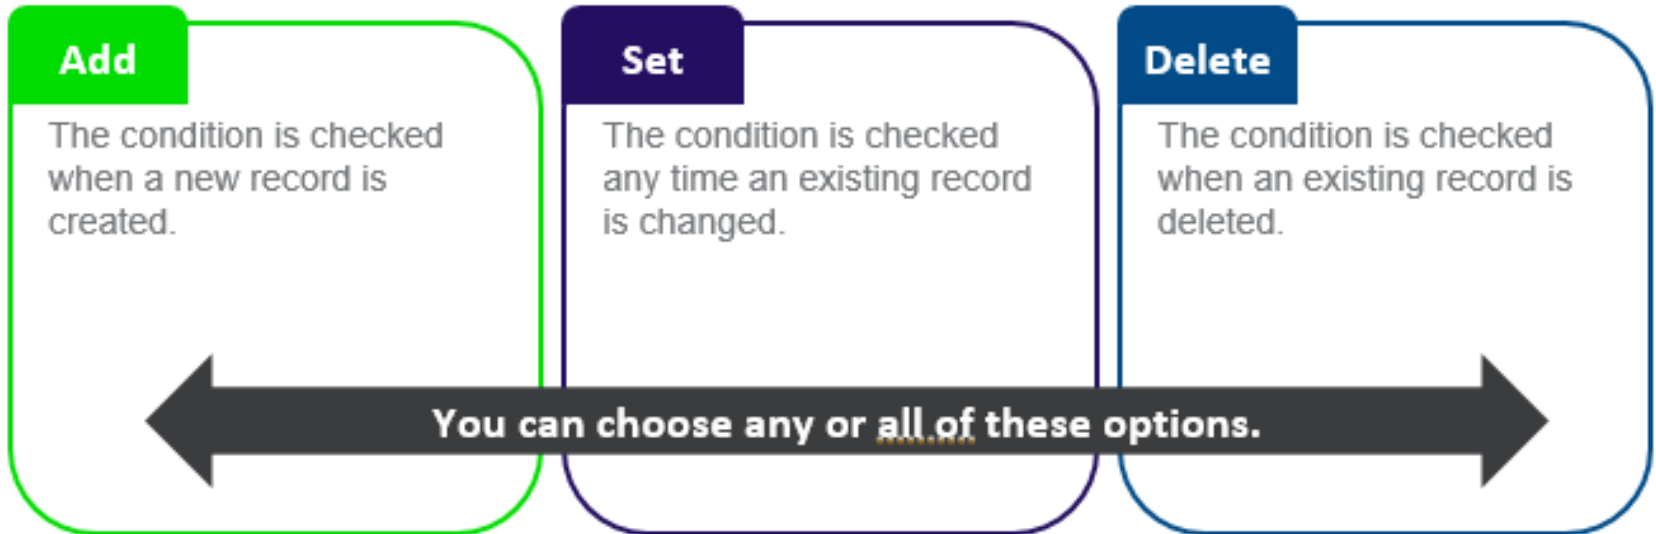 Add
The condition is checked
when a new record is
created.
Set
The condition is checked
any time an existing record
is changed.
Delete
The condition is checked
when an existing record is
deleted.
You can choose any or all of these options.